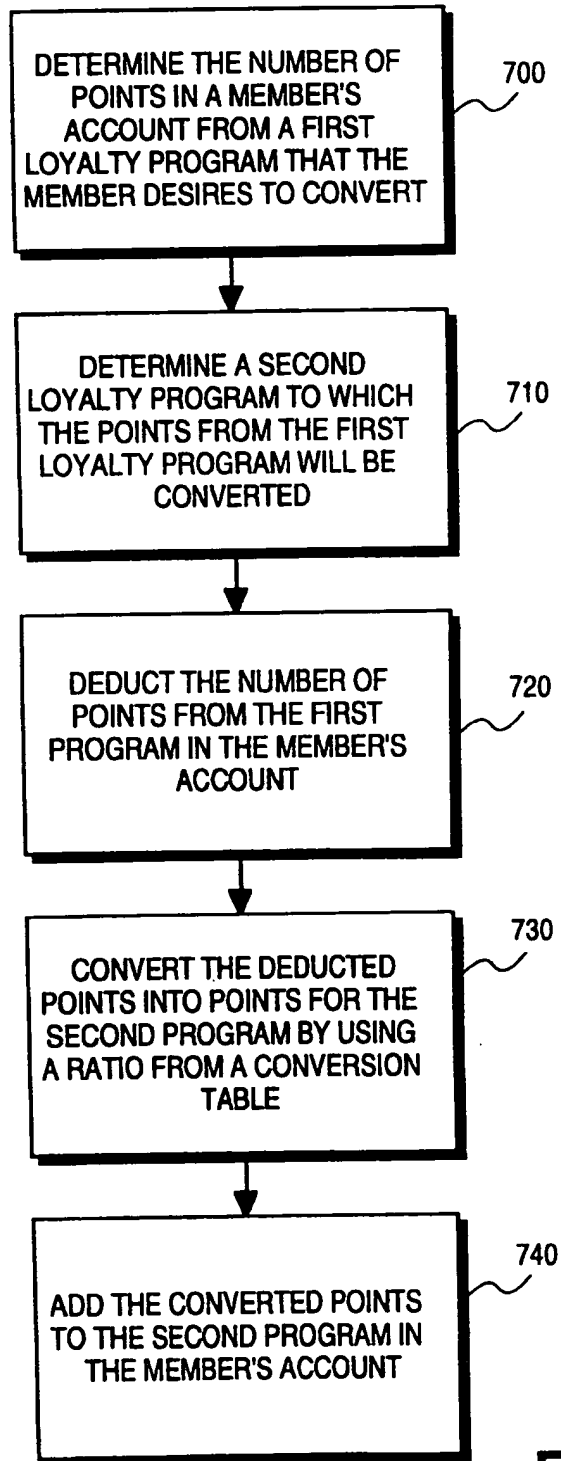 DETERMINE THE NUMBER OF
POINTS IN A MEMBER'S
ACCOUNT FROM A FIRST
LOYALTY PROGRAM THAT THE
MEMBER DESIRES TO CONVERT
700
DETERMINE A SECOND
LOYALTY PROGRAM TO WHICH
THE POINTS FROM THE FIRST
LOYALTY PROGRAM WILL BE
CONVERTED
710
DEDUCT THE NUMBER OF
POINTS FROM THE FIRST
PROGRAM IN THE MEMBER'S
ACCOUNT
720
CONVERT THE DEDUCTED
POINTS INTO POINTS FOR THE
SECOND PROGRAM BY USING
A RATIO FROM A CONVERSION
TABLE
730
ADD THE CONVERTED POINTS
TO THE SECOND PROGRAM IN
THE MEMBER'S ACCOUNT
740